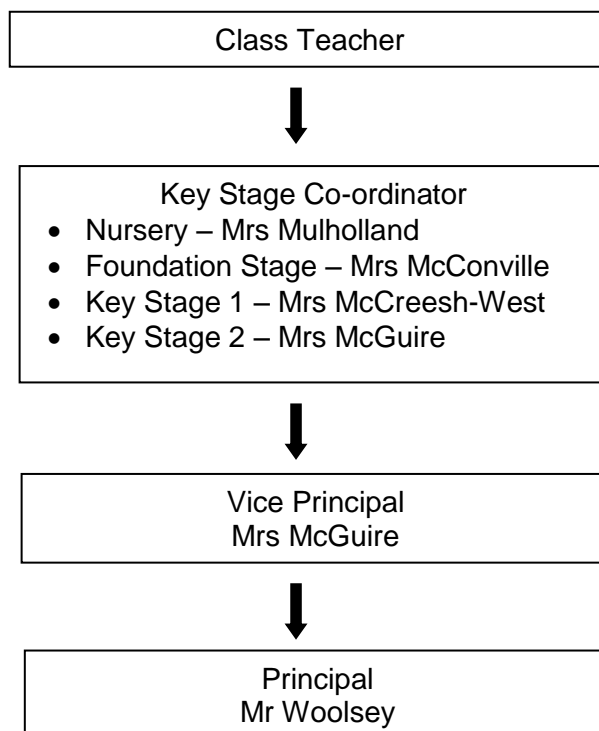 Class Teacher
Key Stage Co-ordinator
• Nursery – Mrs Mulholland
• Foundation Stage – Mrs McConville
• Key Stage 1 – Mrs McCreesh-West
• Key Stage 2 – Mrs McGuire
Vice Principal
Mrs McGuire
Principal
Mr Woolsey